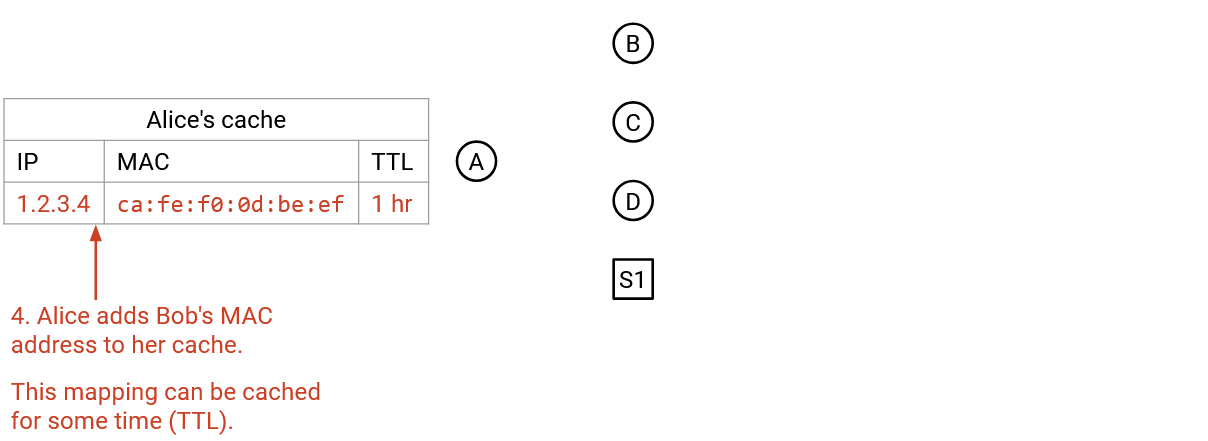 B
Alice's cache
C
IP MAC TTL
A
1.2.3.4 ca:fe:f0:0d:be:ef 1 hr
D
S1
4. Alice adds Bob's MAC
address to her cache.
This mapping can be cached
for some time (TTL).